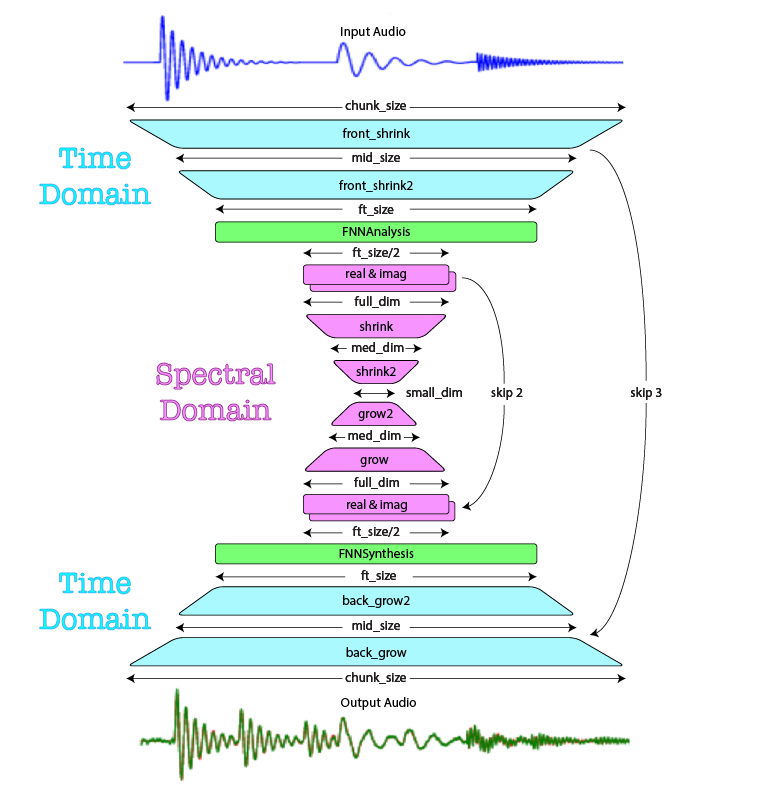 Input Audio
chunk_size
front_shrink
Time
Domain
mid_size
front_shrink2
ft_size
FNNAnalysis
ft_size/2
real & imag
full_dim
shrink
med_dim
Spectral
Domain
shrink2
small_dim
skip 2
skip 3
grow2
med_dim
grow
full_dim
real & imag
ft_size/2
FNNSynthesis
ft_size
Time
Domain
back_grow2
mid_size
back_grow
chunk_size
Output Audio